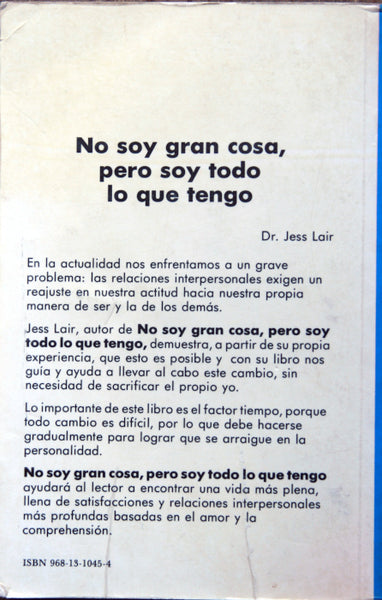 No soy gran cosa,
pero soy todo
lo que tengo
Dr. Jess Lair
En la actualidad nos enfrentamos a un grave
problema: las relaciones interpersonales exigen un
reajuste en nuestra actitud hacia nuestra propia
manera de ser y la de los demás.
Jess Lair, autor de No soy gran cosa, pero soy
todo lo que tengo, demuestra, a partir de su propia
experiencia, que esto es posible y con su libro nos
guía y ayuda a llevar al cabo este cambio, sin
necesidad de sacrificar el propio yo.
Lo importante de este libro es el factor tiempo, porque
todo cambio es difícil, por lo que debe hacerse
gradualmente para lograr que se arraigue en la
personalidad.
No soy gran cosa, pero soy todo lo que tengo
ayudará al lector a encontrar una vida más plena,
llena de satisfacciones y relaciones interpersonales
más profundas basadas en el amor y la
comprehensión.
ISBN 968-13-1045-4